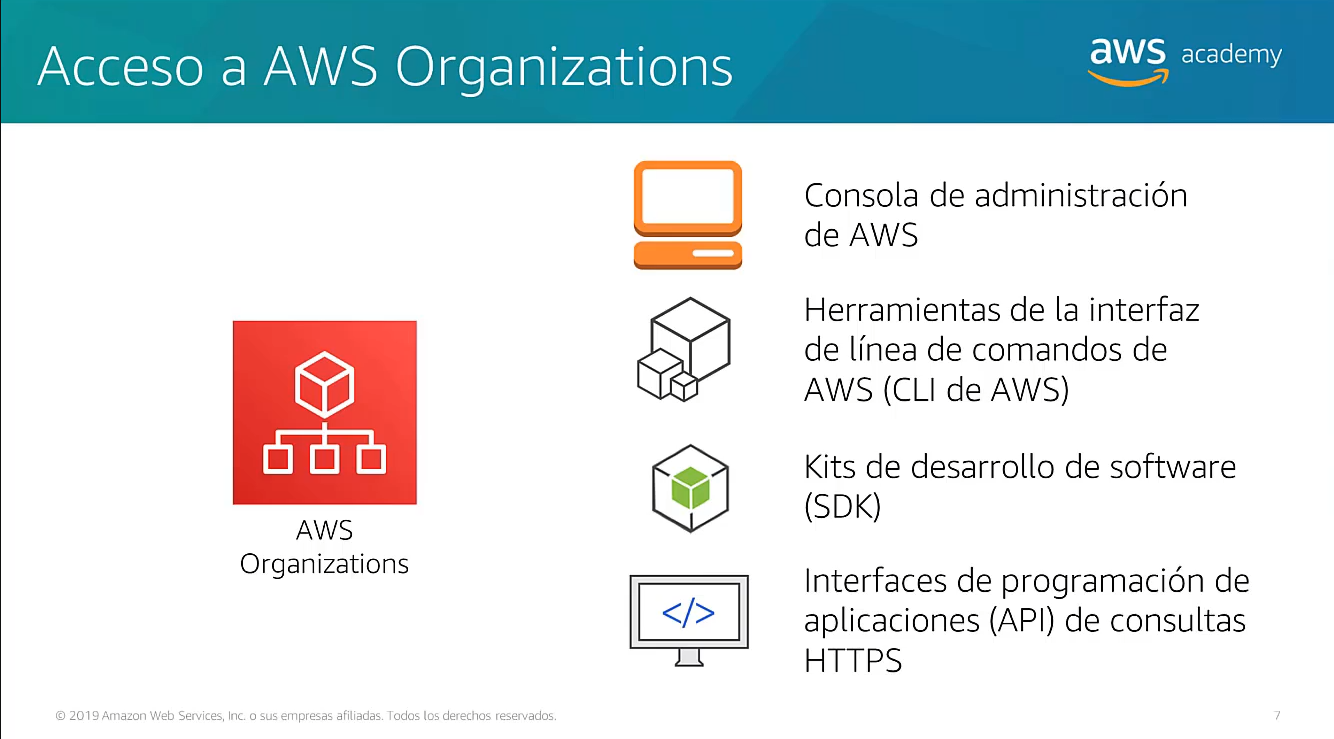 Acceso a AWS Organizations
aws academy
Consola de administración
de AWS
Herramientas de la interfaz
de línea de comandos de
AWS (CLI de AWS)
AWS
Organizations
Kits de desarrollo de software
(SDK)
</>
Interfaces de programación de
aplicaciones (API) de consultas
HTTPS
© 2019 Amazon Web Services, Inc. o sus empresas afiliadas. Todos los derechos reservados.
7